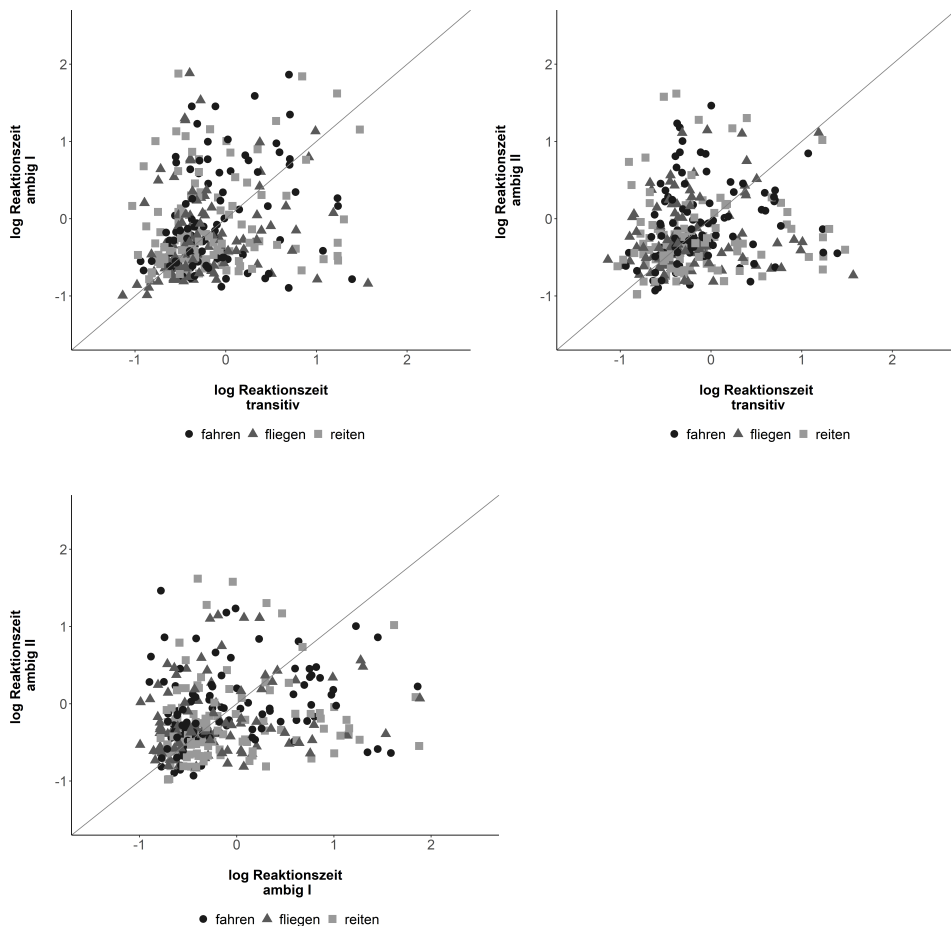 2
1
0
-1
log Reaktionszeit
ambig I
-1 0 1 2
log Reaktionszeit
transitiv
fahren fliegen reiten
2
1
0
-1
log Reaktionszeit
ambig II
-1 0 1 2
log Reaktionszeit
transitiv
fahren fliegen reiten
2
1
0
-1
log Reaktionszeit
ambig II
-1 0 1 2
log Reaktionszeit
ambig I
fahren fliegen reiten